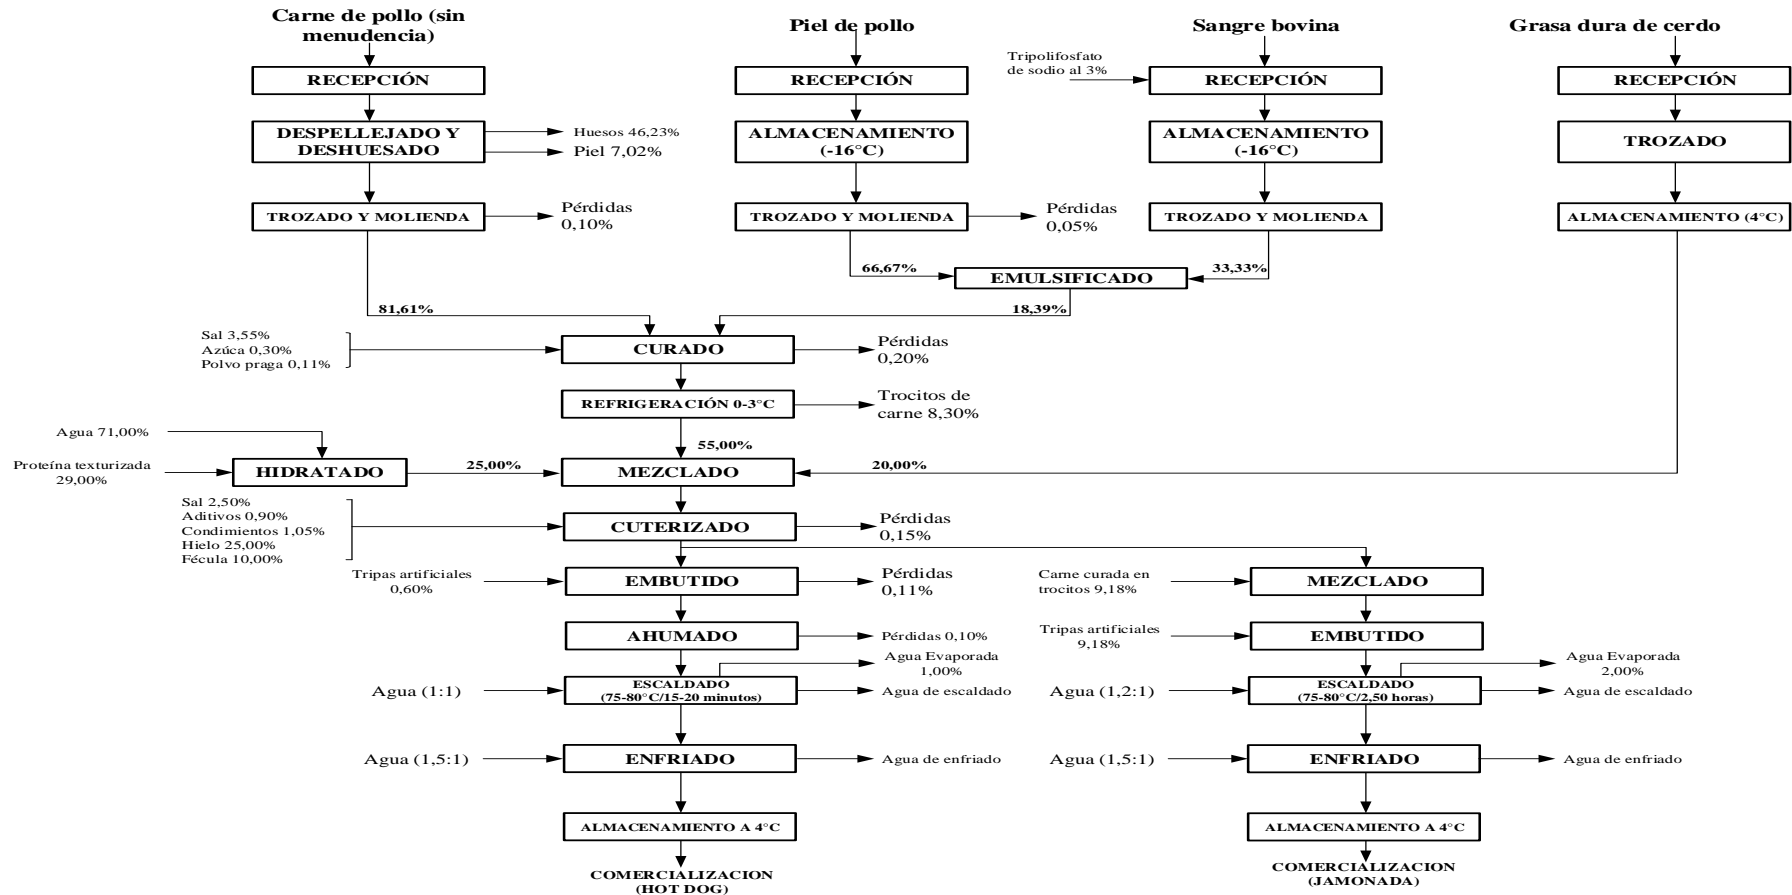 Carne de pollo (sin
menudencia)
Piel de pollo
Sangre bovina
Grasa dura de cerdo
Tripolifosfato
de sodio al 3%
RECEPCIÓN
RECEPCIÓN
RECEPCIÓN
RECEPCIÓN
DESPELLEJADO Y
DESHUESADO
Huesos 46,23%
Piel 7,02%
ALMACENAMIENTO
(-16°C)
ALMACENAMIENTO
(-16°C)
TROZADO
TROZADO Y MOLIENDA
Pérdidas
0,10%
TROZADO Y MOLIENDA
Pérdidas
0,05%
TROZADO Y MOLIENDA
ALMACENAMIENTO (4°C)
66,67%
EMULSIFICADO
33,33%
81,61%
18,39%
Sal 3,55%
Azúca 0,30%
Polvo praga 0,11%
CURADO
Pérdidas
0,20%
REFRIGERACIÓN 0-3°C
Trocitos de
carne 8,30%
Agua 71,00%
55,00%
Proteína texturizada
29,00%
HIDRATADO
25,00%
MEZCLADO
20,00%
Sal 2,50%
Aditivos 0,90%
Condimientos 1,05%
Hielo 25,00%
Fécula 10,00%
CUTERIZADO
Pérdidas
0,15%
Tripas artificiales
0,60%
EMBUTIDO
Pérdidas
0,11%
Carne curada en
trocitos 9,18%
MEZCLADO
AHUMADO
Pérdidas 0,10%
Tripas artificiales
9,18%
EMBUTIDO
Agua Evaporada
1,00%
Agua Evaporada
2,00%
Agua (1:1)
ESCALDADO
(75-80°C/15-20 minutos)
Agua de escaldado
Agua (1,2:1)
ESCALDADO
(75-80°C/2,50 horas)
Agua de escaldado
Agua (1,5:1)
ENFRIADO
Agua de enfriado
Agua (1,5:1)
ENFRIADO
Agua de enfriado
ALMACENAMIENTO A 4°C
ALMACENAMIENTO A 4°C
COMERCIALIZACION
(HOT DOG)
COMERCIALIZACION
(JAMONADA)